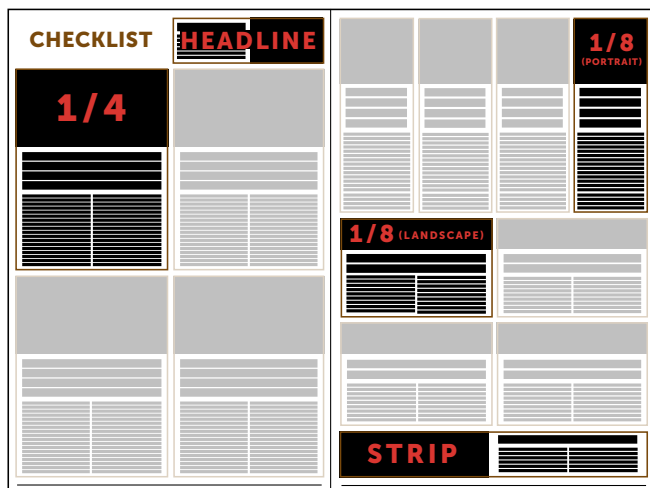 CHECKLIST
HEADLINE
1/4
1/8
(PORTRAIT)
1/8 (LANDSCAPE)
STRIP